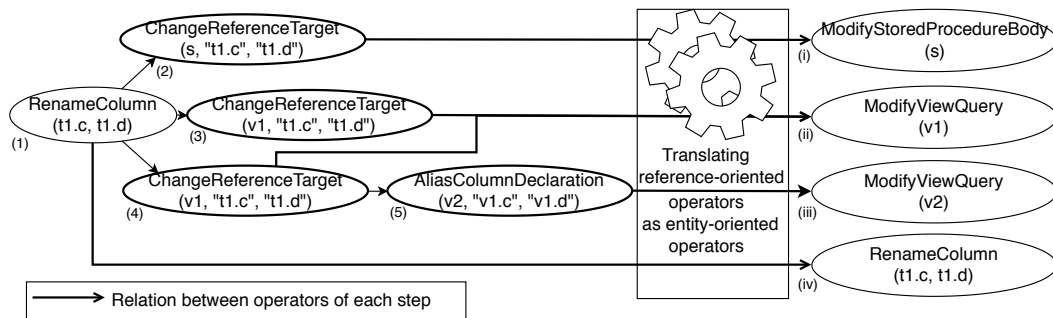 ChangeReferenceTarget
(s, "t1.c", "t1.d")
(2)
ModifyStoredProcedureBody
(s)
(i)
RenameColumn
(t1.c, t1.d)
(1)
ChangeReferenceTarget
(v1, "t1.c", "t1.d")
(3)
ModifyViewQuery
(v1)
(ii)
ChangeReferenceTarget
(v1, "t1.c", "t1.d")
(4)
AliasColumnDeclaration
(v2, "v1.c", "v1.d")
(5)
Translating
reference-oriented
operators
as entity-oriented
operators
ModifyViewQuery
(v2)
(iii)
RenameColumn
(t1.c, t1.d)
(iv)
Relation between operators of each step